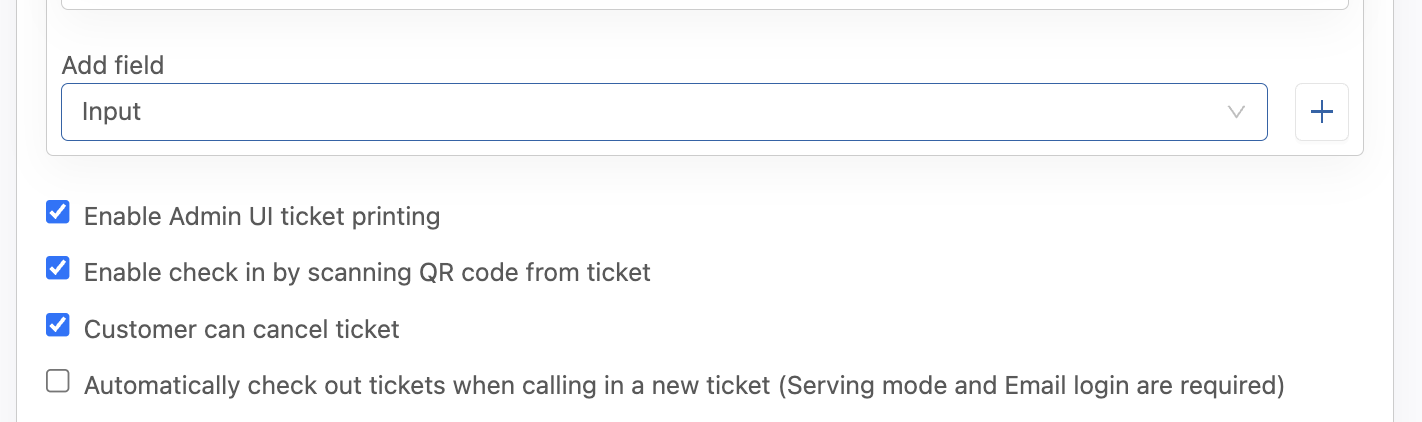 Add field
Input
Enable Admin UI ticket printing
Enable check in by scanning QR code from ticket
Customer can cancel ticket
Automatically check out tickets when calling in a new ticket (Serving mode and Email login are required)